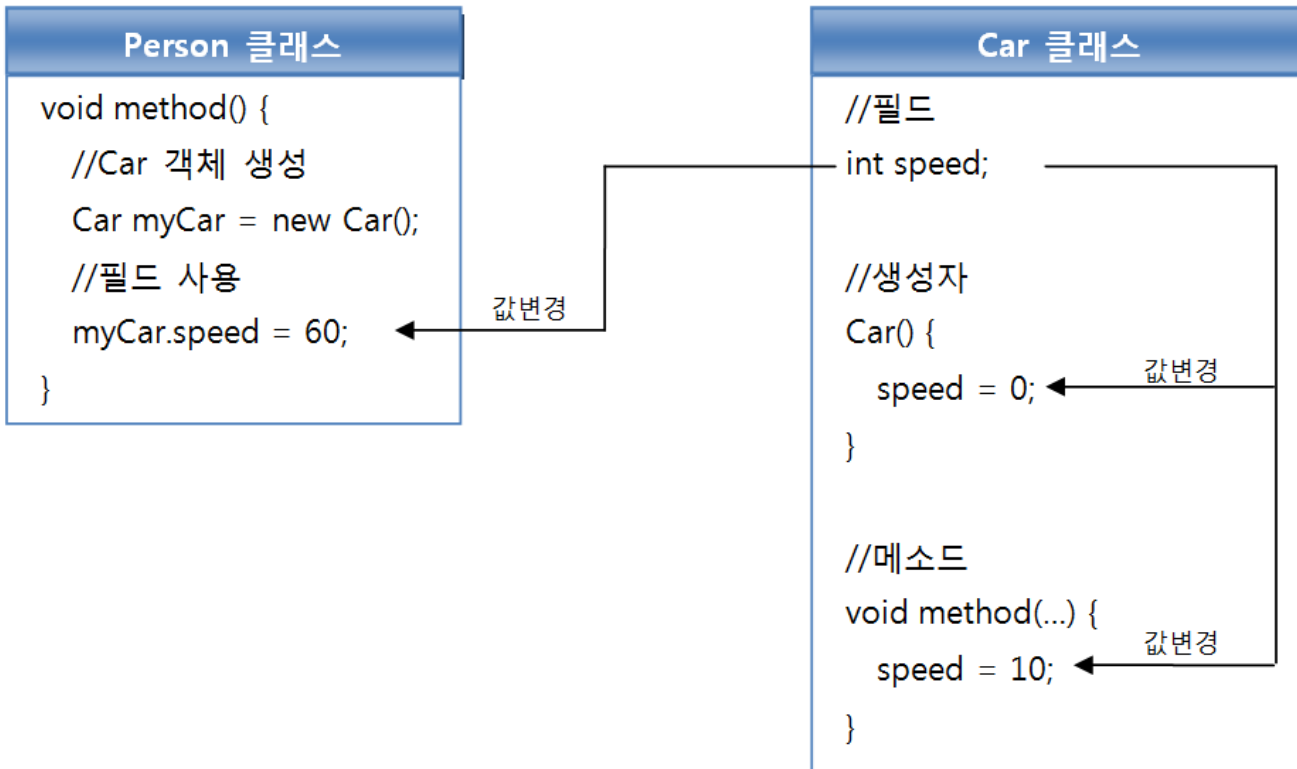 Person 클래스
void method() {
//Car 객체 생성
Car myCar = new Car();
//필드 사용
myCar.speed = 60;
}
값변경
Car 클래스
//필드
int speed;
//생성자
Car() {
speed = 0;
값변경
}
//메소드
void method(...) {
speed = 10;
값변경
}